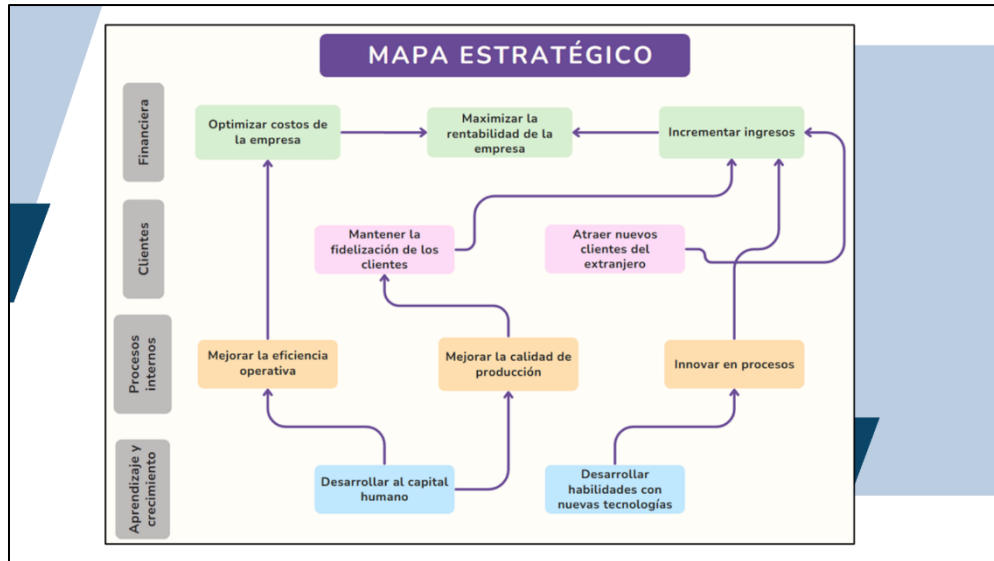 MAPA ESTRATÉGICO
Financiera
Optimizar costos de
la empresa
Maximizar la
rentabilidad de la
empresa
Incrementar ingresos
Clientes
Mantener la
fidelización de los
clientes
Atraer nuevos
clientes del
extranjero
Procesos
internos
Mejorar la eficiencia
operativa
Mejorar la calidad de
producción
Innovar en procesos
Aprendizaje y
crecimiento
Desarrollar al capital
humano
Desarrollar
habilidades con
nuevas tecnologías